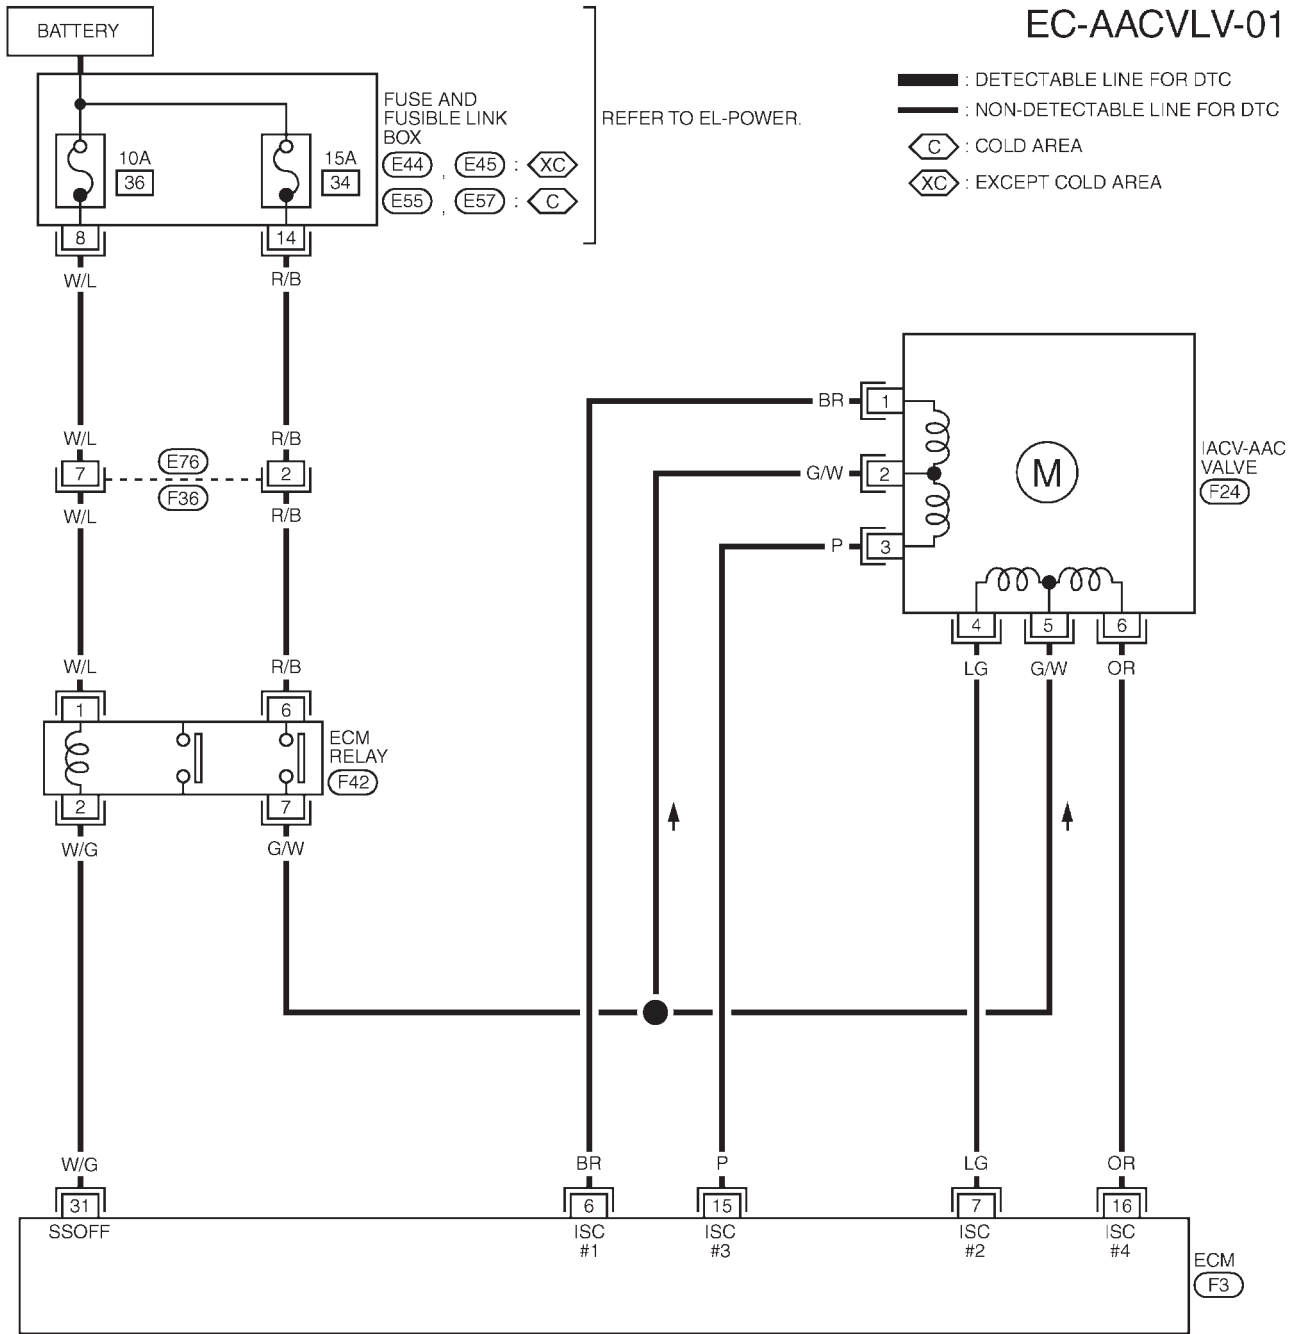 EC-AACVLV-01
BATTERY
: DETECTABLE LINE FOR DTC
: NON-DETECTABLE LINE FOR DTC
C : COLD AREA
XC : EXCEPT COLD AREA
FUSE AND
FUSIBLE LINK
BOX
E44 , E45 : XC
E55 , E57 : C
REFER TO EL-POWER.
10A
36
15A
34
8
14
W/L
R/B
W/L
R/B
7
E76
F36
2
W/L
R/B
W/L
R/B
1
6
ECM
RELAY
F42
2
7
W/G
G/W
BR
1
G/W
2
P
3
M
IACV-AAC
VALVE
F24
4
5
6
LG
G/W
OR
W/G
BR
P
LG
OR
31
6
15
7
16
SSOFF
ISC
#1
ISC
#3
ISC
#2
ISC
#4
ECM
F3